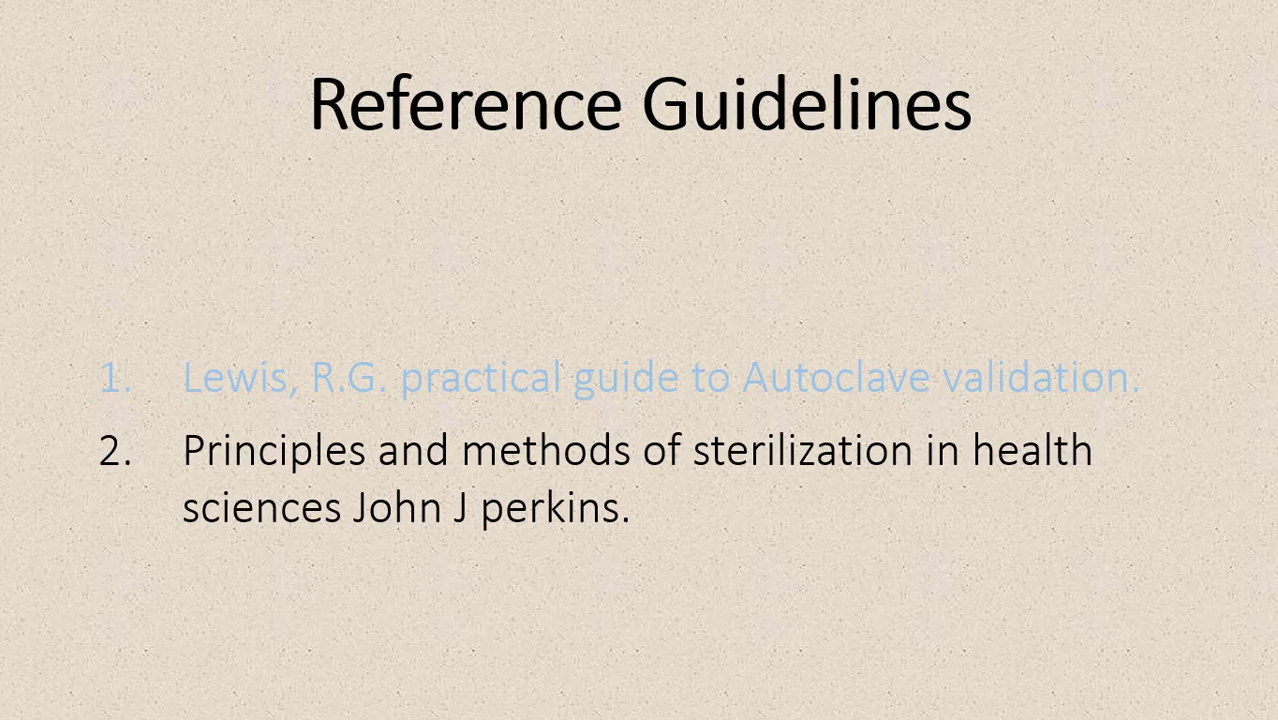 Reference Guidelines
1. Lewis, R.G. practical guide to Autoclave validation.
2. Principles and methods of sterilization in health
sciences John J perkins.